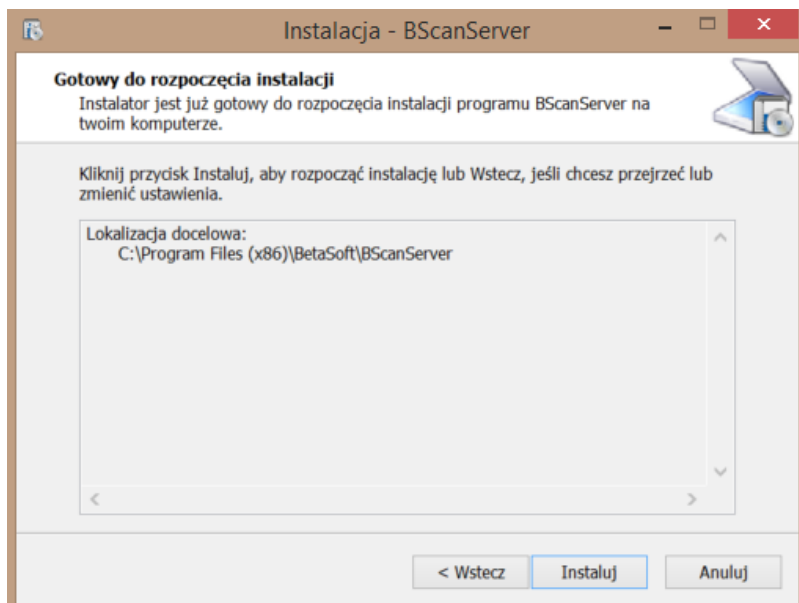 Instalacja - BScanServer
Gotowy do rozpoczęcia instalacji
Instalator jest już gotowy do rozpoczęcia instalacji programu BScanServer na
twoim komputerze.
Kliknij przycisk Instaluj, aby rozpocząć instalację lub Wstecz, jeśli chcesz przejrzeć lub
zmienić ustawienia.
Lokalizacja docelowa:
C:\Program Files (x86)\BetaSoft\BScanServer
< Wstecz
Instaluj
Anuluj